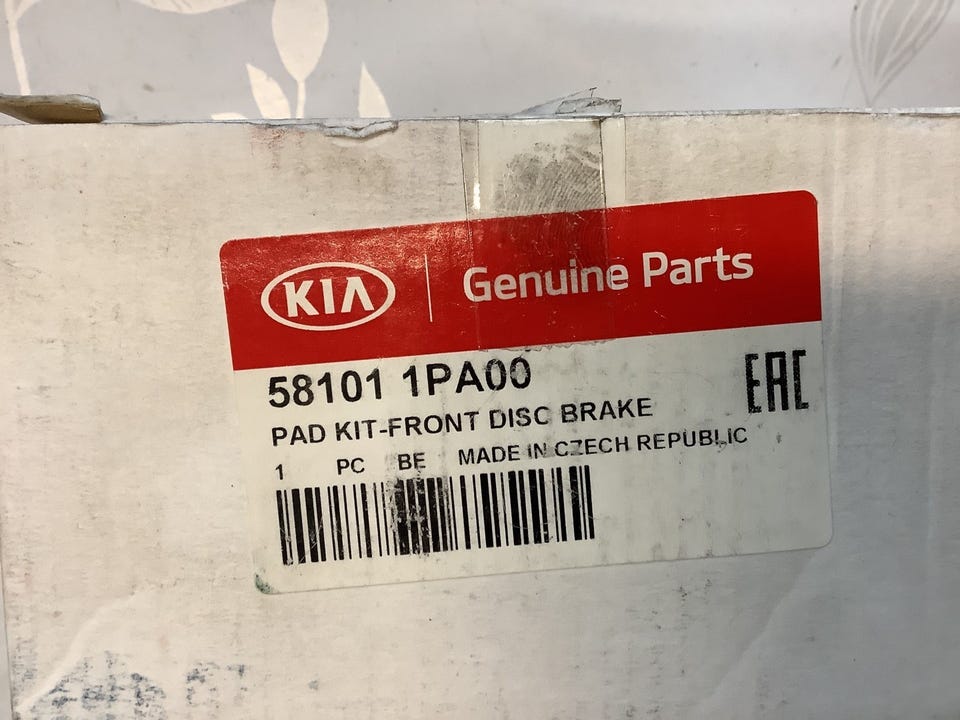 KIA Genuine Parts
58101 1PA00
EAC
PAD KIT-FRONT DISC BRAKE
1 PC BE MADE IN CZECH REPUBLIC